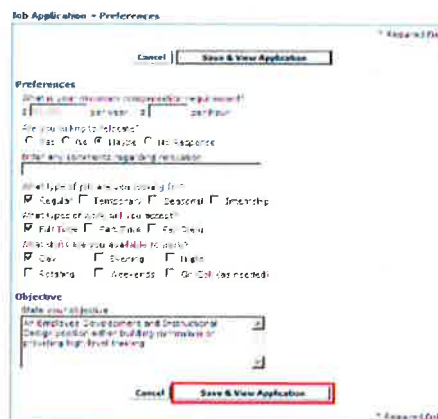 Job Application - Preferences
* Required
Cancel Save & View Application
Preferences
What is your minimum compensation requirement?
$ per year $ per hour
Are you willing to relocate?
Yes No Maybe No Response
Enter any comments regarding relocation
What type of job are you looking for?
Regular Temporary Seasonal Internship
What types of work will you accept?
Full Time Part Time Per Diem
What shifts are you available to work?
Day Evening Night
Rotating Weekends On Call (as needed)
Objective
State your objective
An Employee Development and Instructional
Design position either building curriculum or
providing high level training
Cancel Save & View Application
* Required